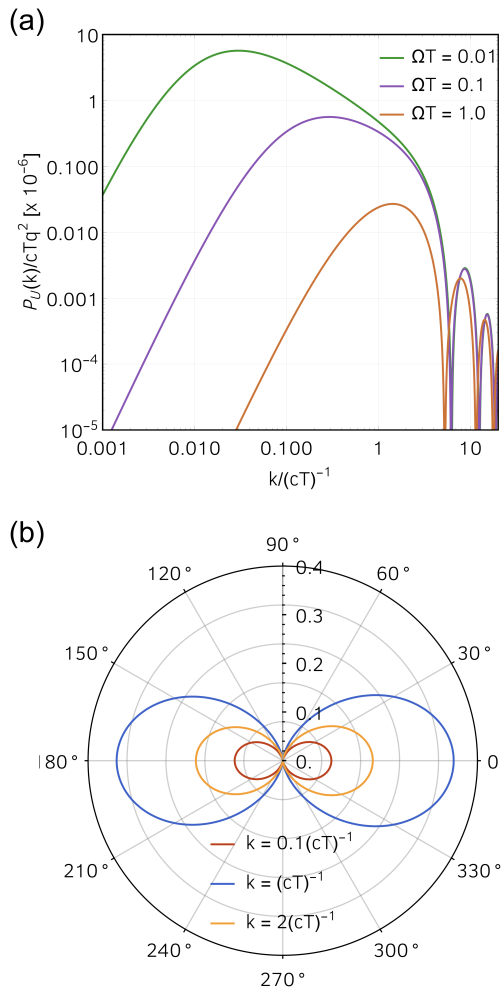 (a)
10
1
0.100
0.010
0.001
10⁻⁴
10⁻⁵
P_U(k)/cTq² [x 10⁻⁶]
ΩT = 0.01
ΩT = 0.1
ΩT = 1.0
0.001 0.010 0.100 1 10
k/(cT)⁻¹
(b)
90°
120° 60°
0.4
150° 0.3 30°
0.2
0.1
180° 0. 0
k = 0.1(cT)⁻¹
210° k = (cT)⁻¹ 330°
k = 2(cT)⁻¹
240° 300°
270°